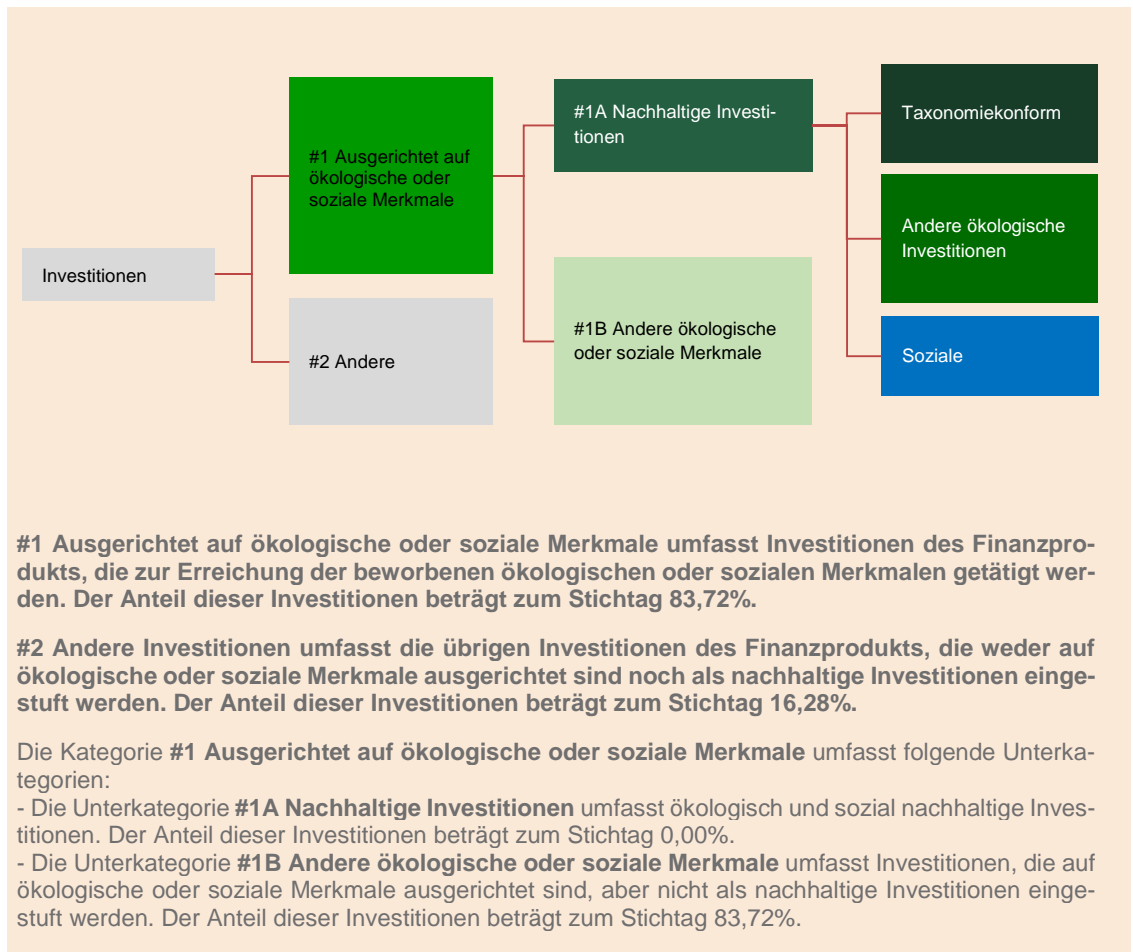 #1A Nachhaltige Investi-
tionen
Taxonomiekonform
#1 Ausgerichtet auf
ökologische oder
soziale Merkmale
Andere ökologische
Investitionen
Investitionen
#1B Andere ökologische
oder soziale Merkmale
#2 Andere
Soziale
#1 Ausgerichtet auf ökologische oder soziale Merkmale umfasst Investitionen des Finanzpro-
dukts, die zur Erreichung der beworbenen ökologischen oder sozialen Merkmalen getätigt wer-
den. Der Anteil dieser Investitionen beträgt zum Stichtag 83,72%.
#2 Andere Investitionen umfasst die übrigen Investitionen des Finanzprodukts, die weder auf
ökologische oder soziale Merkmale ausgerichtet sind noch als nachhaltige Investitionen einge-
stuft werden. Der Anteil dieser Investitionen beträgt zum Stichtag 16,28%.
Die Kategorie #1 Ausgerichtet auf ökologische oder soziale Merkmale umfasst folgende Unterka-
tegorien:
- Die Unterkategorie #1A Nachhaltige Investitionen umfasst ökologisch und sozial nachhaltige Inves-
titionen. Der Anteil dieser Investitionen beträgt zum Stichtag 0,00%.
- Die Unterkategorie #1B Andere ökologische oder soziale Merkmale umfasst Investitionen, die auf
ökologische oder soziale Merkmale ausgerichtet sind, aber nicht als nachhaltige Investitionen einge-
stuft werden. Der Anteil dieser Investitionen beträgt zum Stichtag 83,72%.